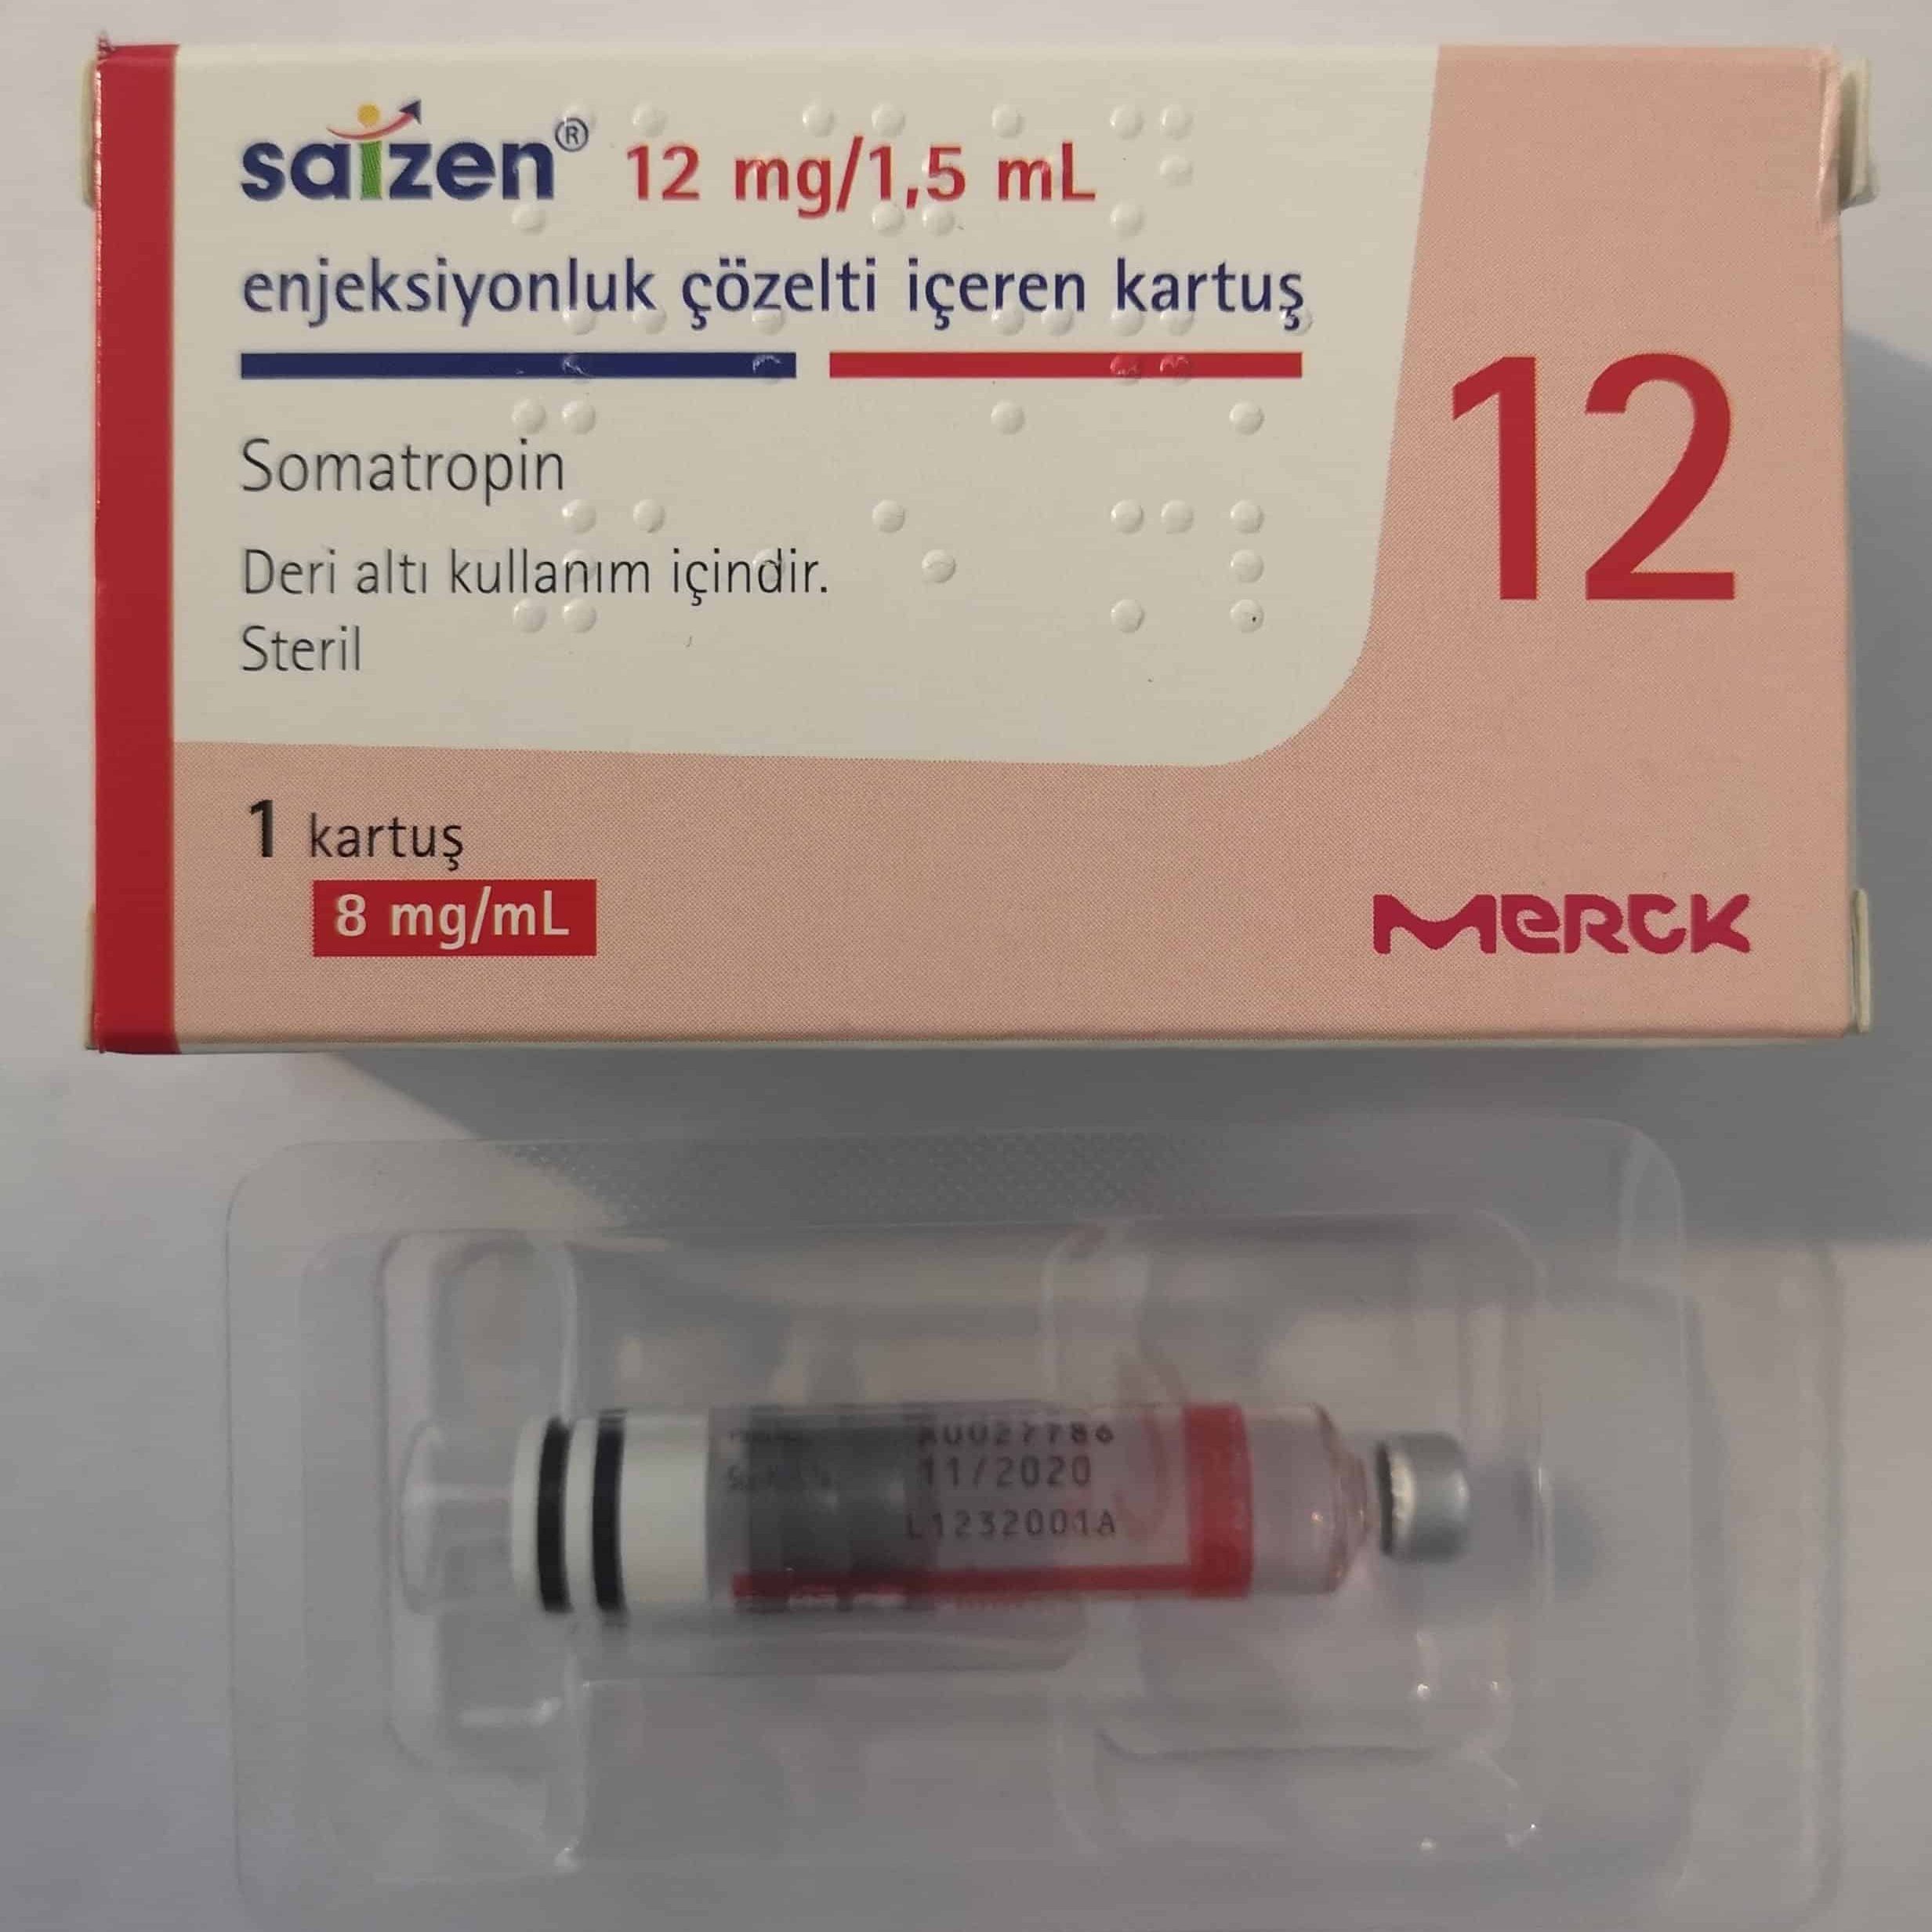 saizen® 12 mg/1,5 mL
enjeksiyonluk çözelti içeren kartuş
Somatropin
Deri altı kullanım içindir.
Steril
12
1 kartuş
8 mg/mL
MERCK
AU027786
11/2020
L1232001A